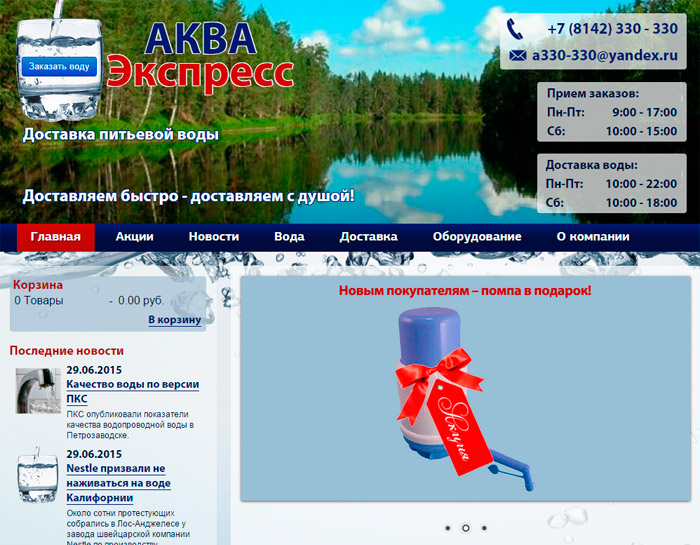 АКВА
Экспресс
Заказать воду
Доставка питьевой воды
Доставляем быстро - доставляем с душой!
+7 (8142) 330 - 330
a330-330@yandex.ru
Прием заказов:
Пн-Пт: 9:00 - 17:00
Сб: 10:00 - 15:00
Доставка воды:
Пн-Пт: 10:00 - 22:00
Сб: 10:00 - 18:00
Главная Акции Новости Вода Доставка Оборудование О компании
Корзина
0 Товары - 0.00 руб.
В корзину
Последние новости
29.06.2015
Качество воды по версии
ПКС
ПКС опубликовали показатели
качества водопроводной воды в
Петрозаводске.
29.06.2015
Nestle призвали не
наживаться на воде
Калифорнии
Около сотни протестующих
собрались в Лос-Анджелесе у
завода швейцарской компании
Nestle по производству
Новым покупателям – помпа в подарок!
Акция